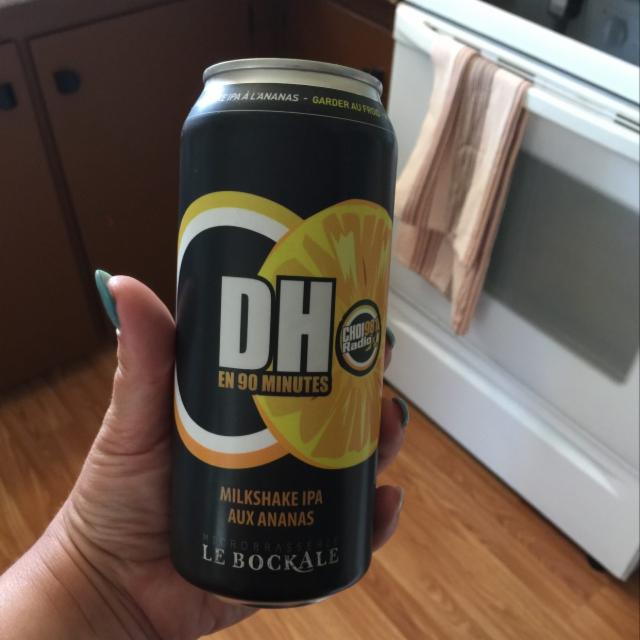 IPA À L'ANANAS - GARDER AU FROID
DH
EN 90 MINUTES
CHOI 98.1
Radio X
MILKSHAKE IPA
AUX ANANAS
MICROBRASSERIE
LE BOCKALE